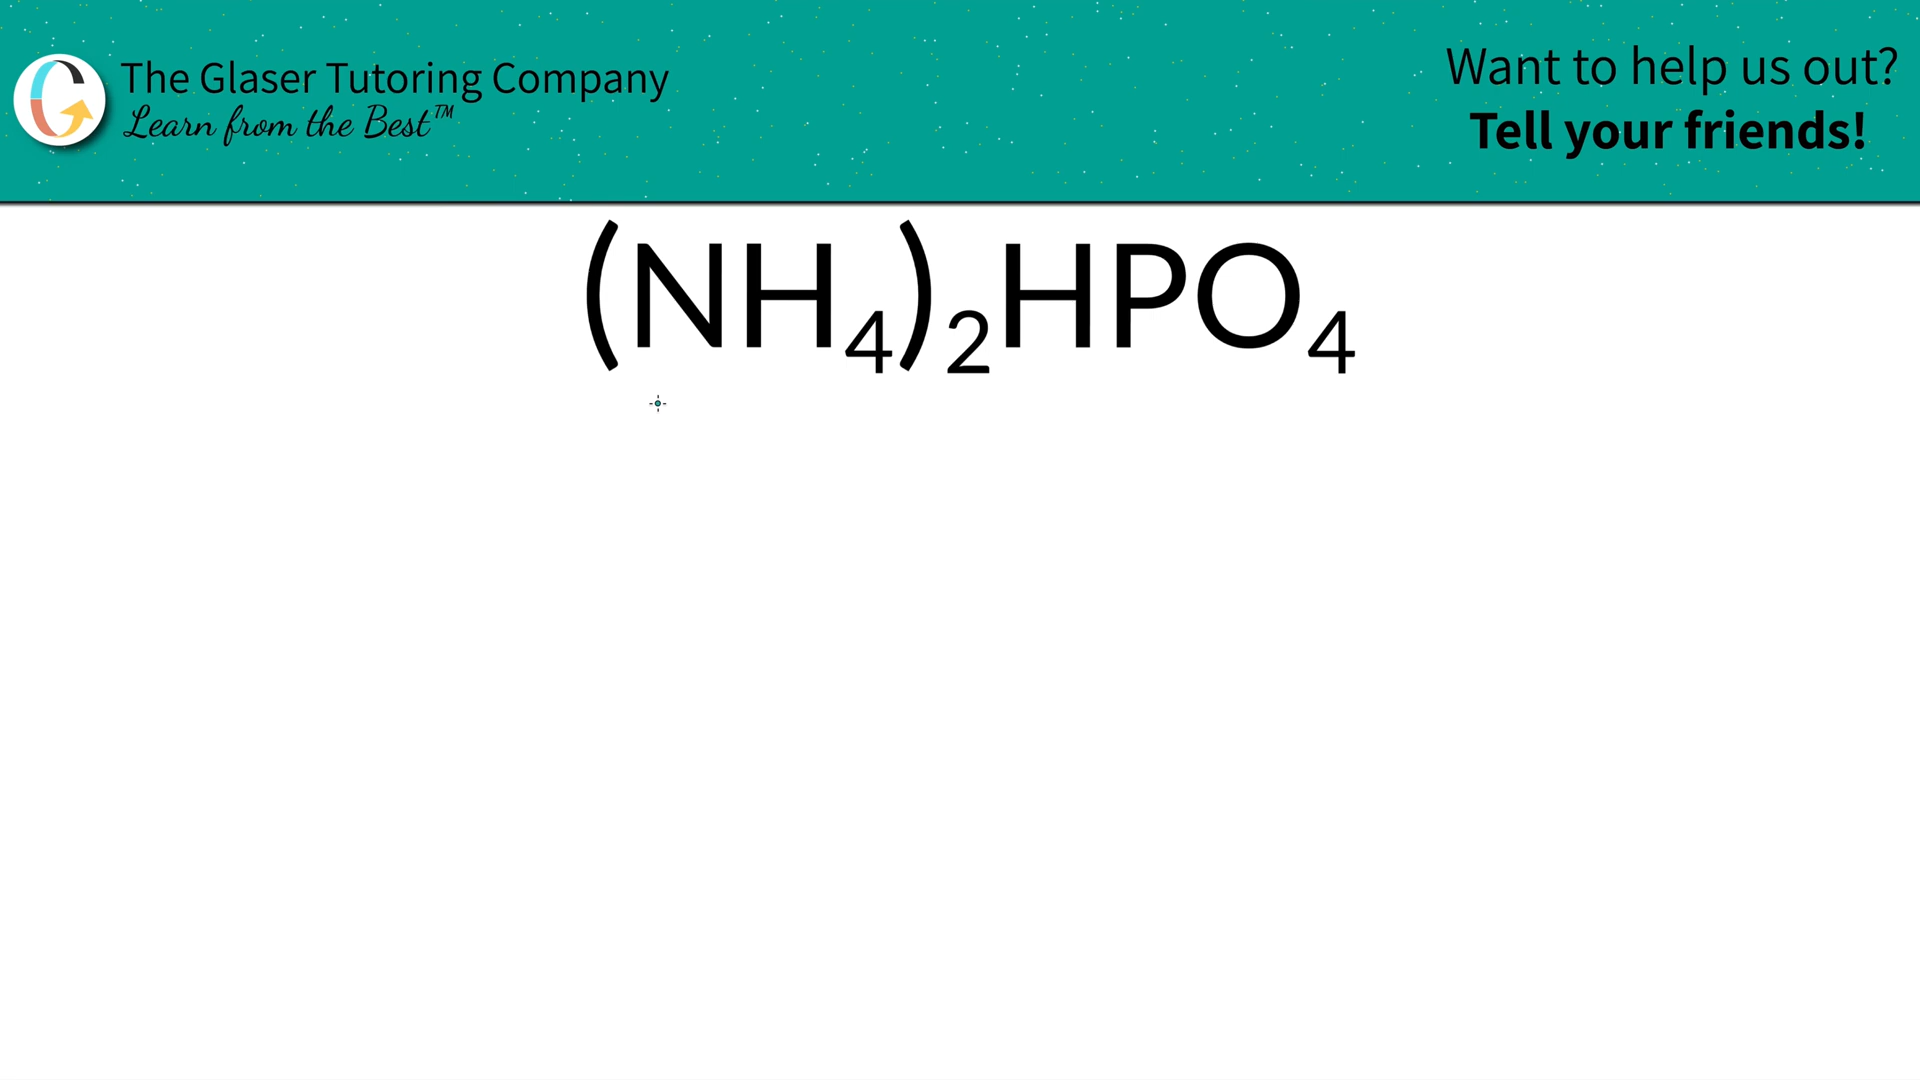 The Glaser Tutoring Company
Learn from the Best™
Want to help us out?
Tell your friends!
(NH₄)₂HPO₄